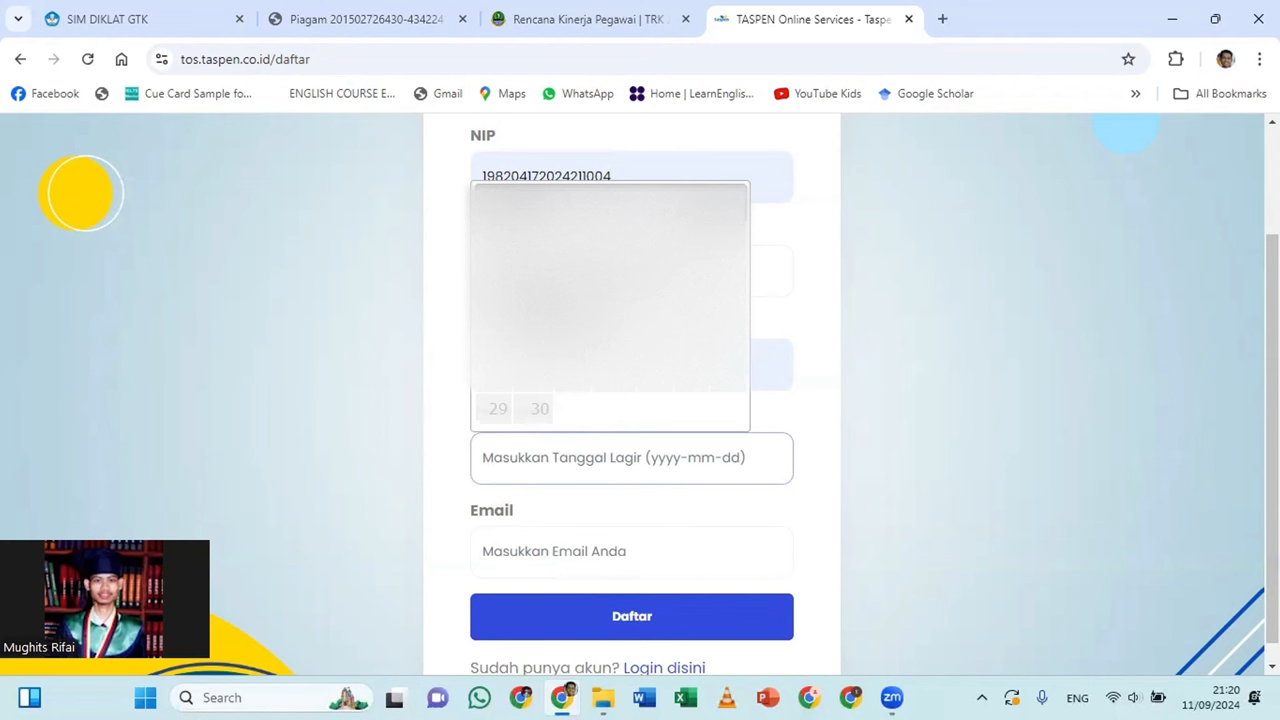 SIM DIKLAT GTK
Piagam 201502726430-434224
Rencana Kinerja Pegawai | TRK
TASPEN Online Services - Taspe
tos.taspen.co.id/daftar
Facebook
Cue Card Sample fo...
ENGLISH COURSE E...
Gmail
Maps
WhatsApp
Home | LearnEnglis...
YouTube Kids
Google Scholar
All Bookmarks
NIP
198204172024211004
29 30
Masukkan Tanggal Lagir (yyyy-mm-dd)
Email
Masukkan Email Anda
Daftar
Sudah punya akun? Login disini
Mughits Rifai
Search
ENG
21:20
11/09/2024